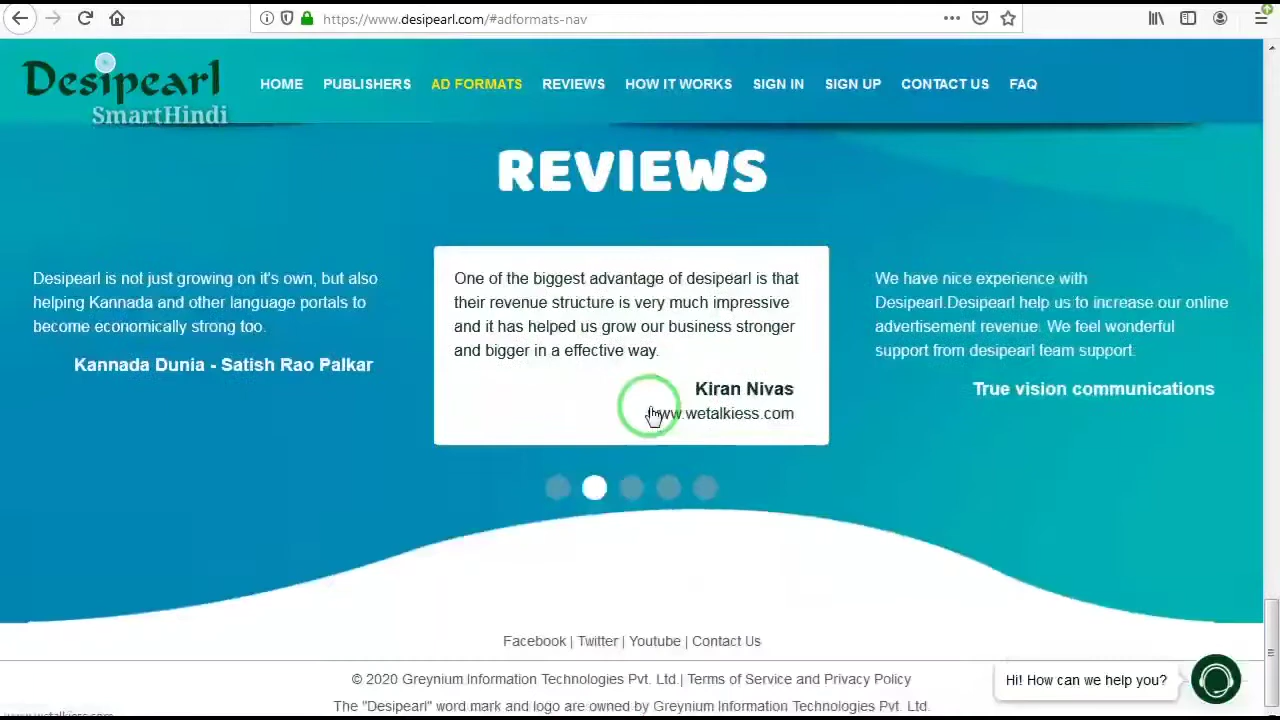 https://www.desipearl.com/#adformats-nav
Desipearl
SmartHindi
HOME PUBLISHERS AD FORMATS REVIEWS HOW IT WORKS SIGN IN SIGN UP CONTACT US FAQ
REVIEWS
Desipearl is not just growing on it's own, but also
helping Kannada and other language portals to
become economically strong too.
Kannada Dunia - Satish Rao Palkar
One of the biggest advantage of desipearl is that
their revenue structure is very much impressive
and it has helped us grow our business stronger
and bigger in a effective way.
Kiran Nivas
www.wetalkiess.com
We have nice experience with
Desipearl.Desipearl help us to increase our online
advertisement revenue. We feel wonderful
support from desipearl team support.
True vision communications
Facebook | Twitter | Youtube | Contact Us
© 2020 Greynium Information Technologies Pvt. Ltd | Terms of Service and Privacy Policy
Hi! How can we help you?
The "Desipearl" word mark and logo are owned by Greynium Information Technologies Pvt. Ltd.
www.wetalkiess.com